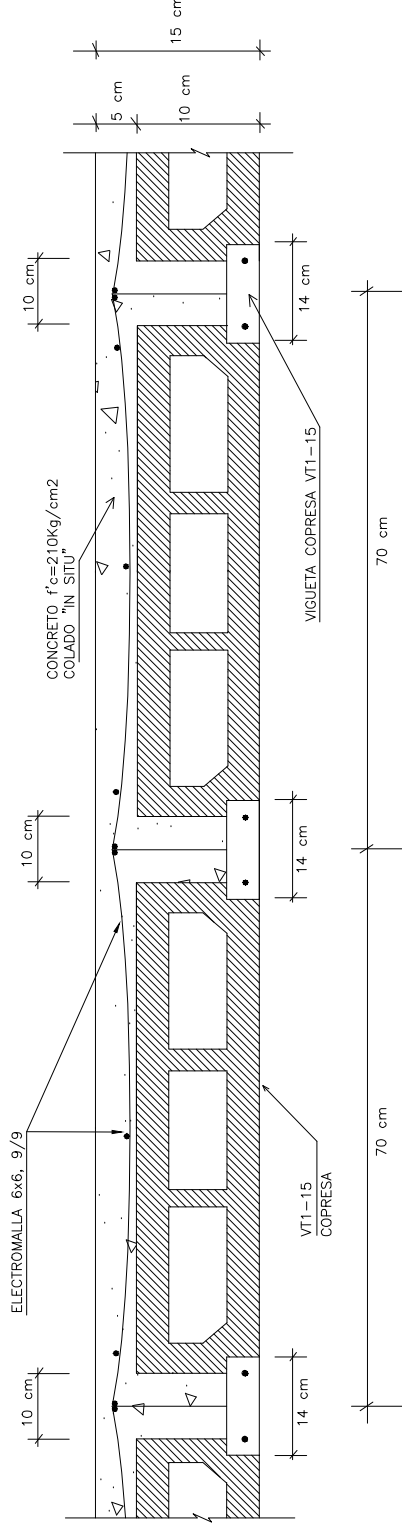 ELECTROMALLA 6x6, 9/9
CONCRETO f'c=210Kg/cm2
COLADO "IN SITU"
10 cm
10 cm
10 cm
5 cm
10 cm
15 cm
14 cm
14 cm
14 cm
VT1-15
COPRESA
VIGUETA COPRESA VT1-15
70 cm
70 cm